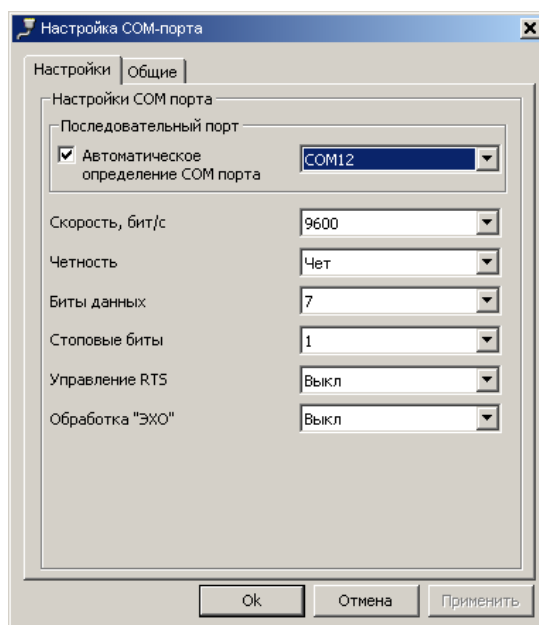 Настройка COM-порта
Настройки Общие
Настройки COM порта
Последовательный порт
Автоматическое определение COM порта COM12
Скорость, бит/с 9600
Четность Чет
Биты данных 7
Стоповые биты 1
Управление RTS Выкл
Обработка "ЭХО" Выкл
Ok Отмена Применить